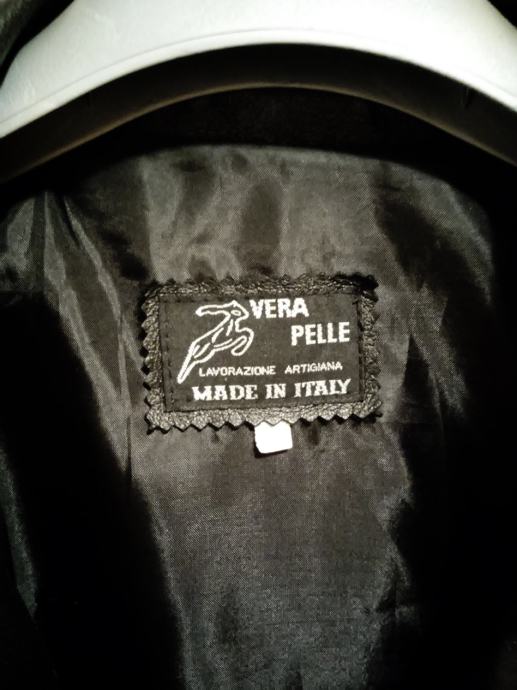 VERA
PELLE
LAVORAZIONE ARTIGIANA
MADE IN ITALY